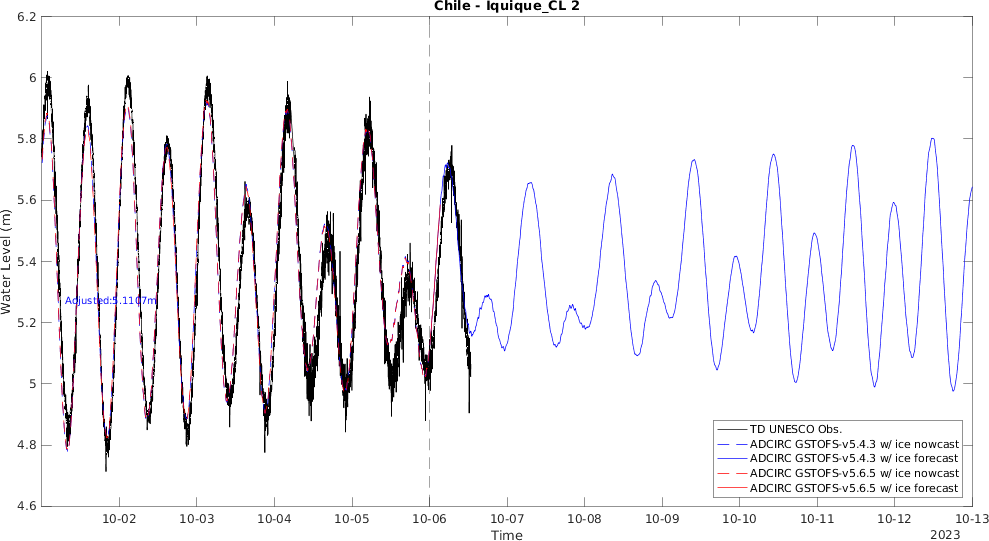 Chile - Iquique_CL 2
6.2
6
5.8
5.6
5.4
5.2
5
4.8
4.6
Water Level (m)
Adjusted:5.1107m
TD UNESCO Obs.
ADCIRC GSTOFS-v5.4.3 w/ ice nowcast
ADCIRC GSTOFS-v5.4.3 w/ ice forecast
ADCIRC GSTOFS-v5.6.5 w/ ice nowcast
ADCIRC GSTOFS-v5.6.5 w/ ice forecast
10-02 10-03 10-04 10-05 10-06 10-07 10-08 10-09 10-10 10-11 10-12 10-13
Time
2023